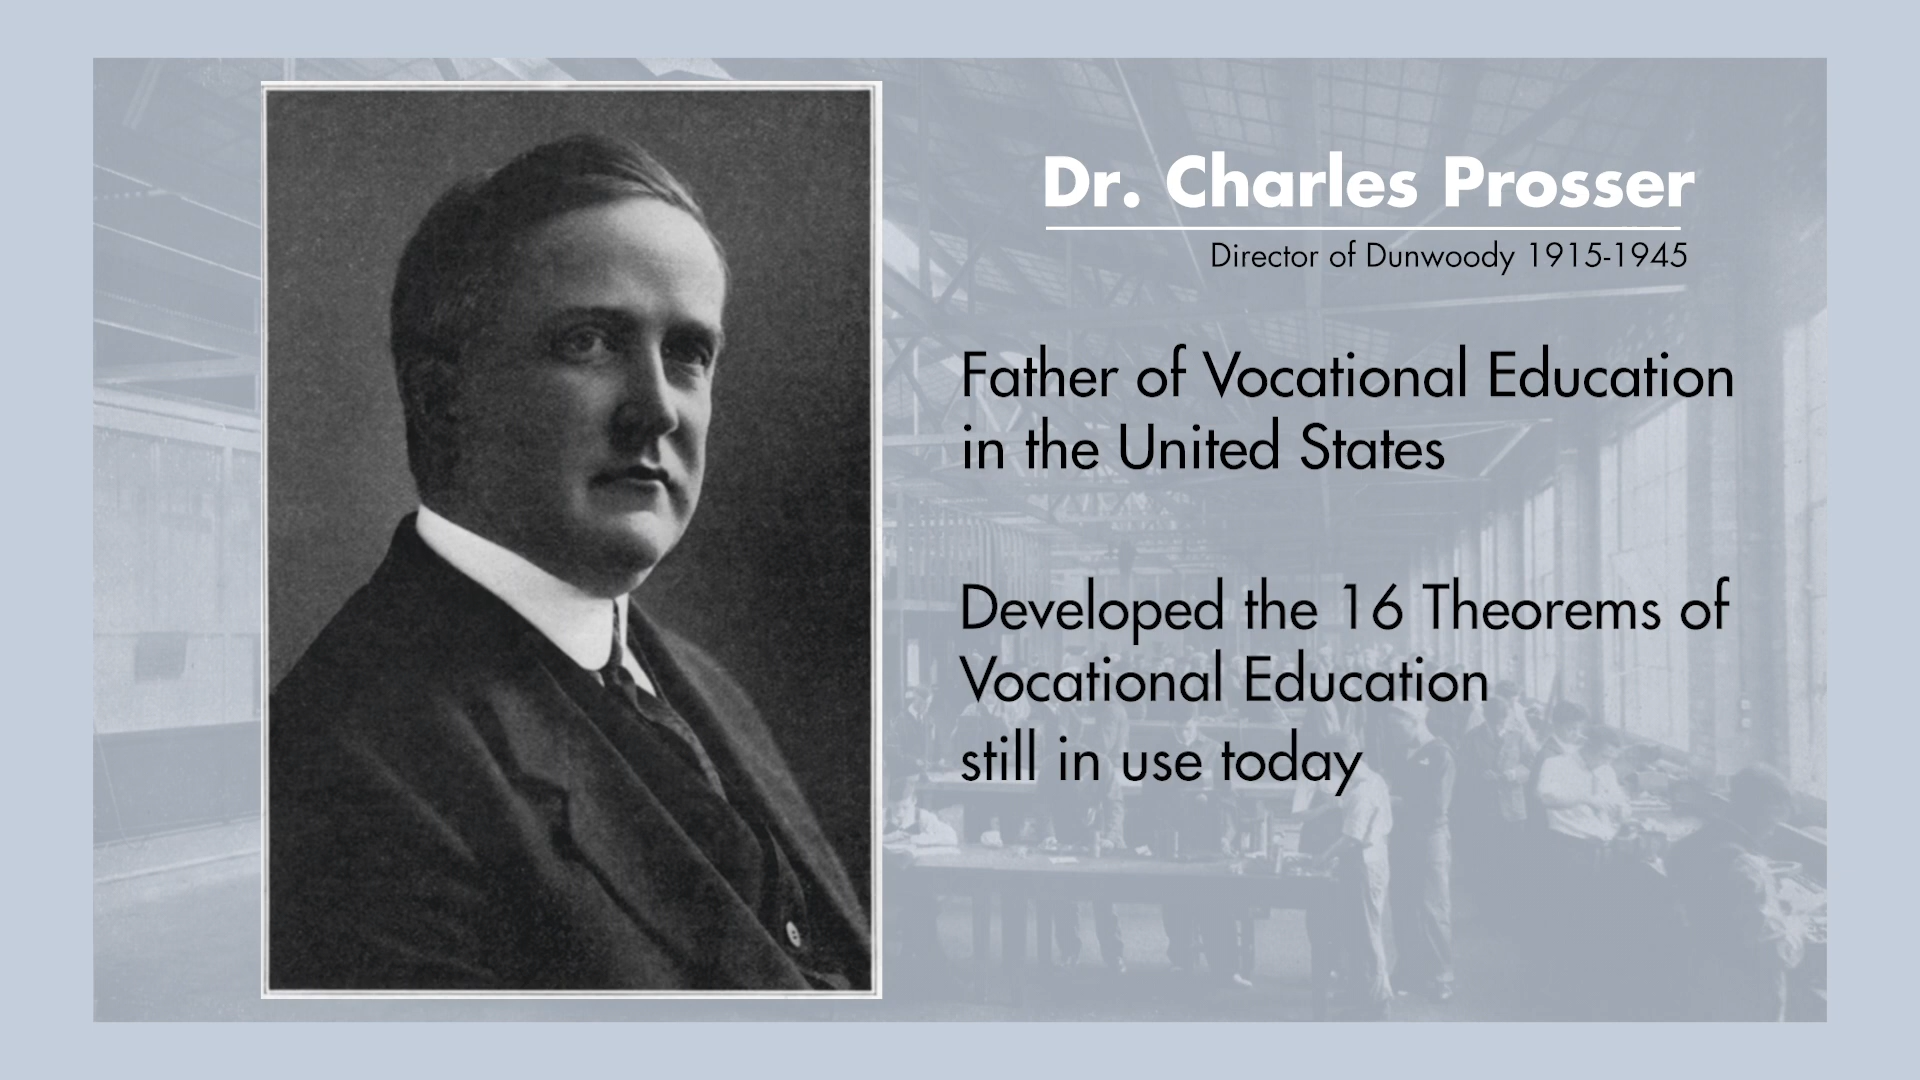 Dr. Charles Prosser
Director of Dunwoody 1915-1945
Father of Vocational Education
in the United States
Developed the 16 Theorems of
Vocational Education
still in use today